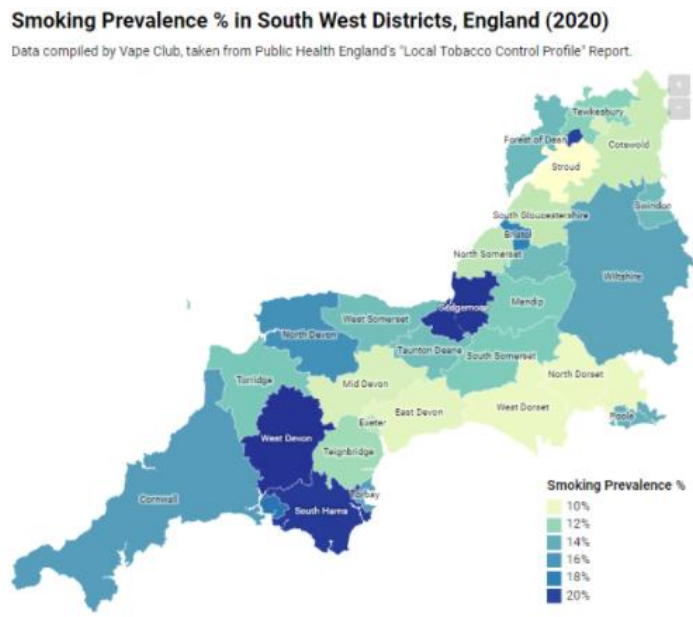 Smoking Prevalence % in South West Districts, England (2020)
Data compiled by Vape Club, taken from Public Health England's "Local Tobacco Control Profile" Report.
Tewkesbury
Forest of Dean
Cotswold
Stroud
South Gloucestershire
Swindon
Bristol
North Somerset
Wiltshire
Sedgemoor
Mendip
West Somerset
North Devon
Taunton Deane
South Somerset
North Dorset
Torridge
Mid Devon
West Dorset
East Devon
Poole
Exeter
West Devon
Teignbridge
Torbay
Cornwall
South Hams
Smoking Prevalence %
10%
12%
14%
16%
18%
20%